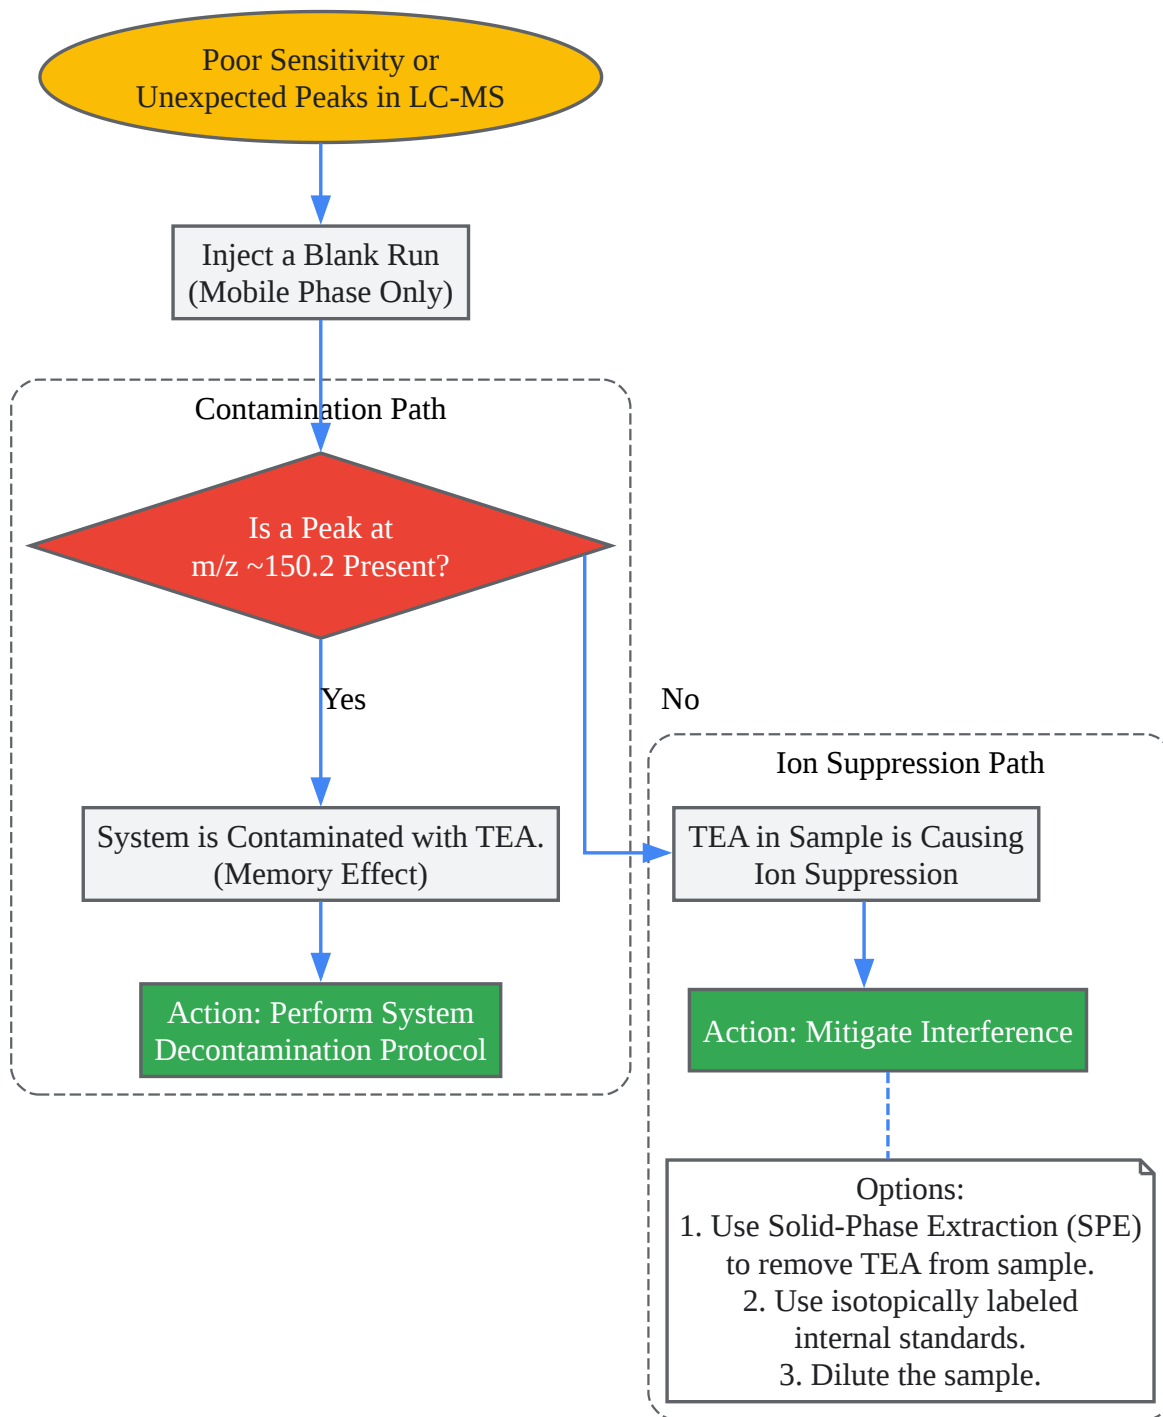 Poor Sensitivity or
Unexpected Peaks in LC-MS
Inject a Blank Run
(Mobile Phase Only)
Contamination Path
Is a Peak at
m/z ~150.2 Present?
Yes
No
Ion Suppression Path
System is Contaminated with TEA.
(Memory Effect)
TEA in Sample is Causing
Ion Suppression
Action: Perform System
Decontamination Protocol
Action: Mitigate Interference
Options:
1. Use Solid-Phase Extraction (SPE)
to remove TEA from sample.
2. Use isotopically labeled
internal standards.
3. Dilute the sample.